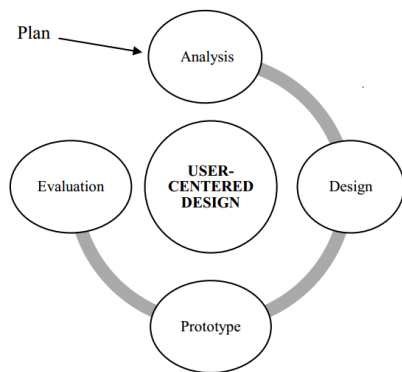 Plan
Analysis
USER-
CENTERED
DESIGN
Evaluation
Design
Prototype